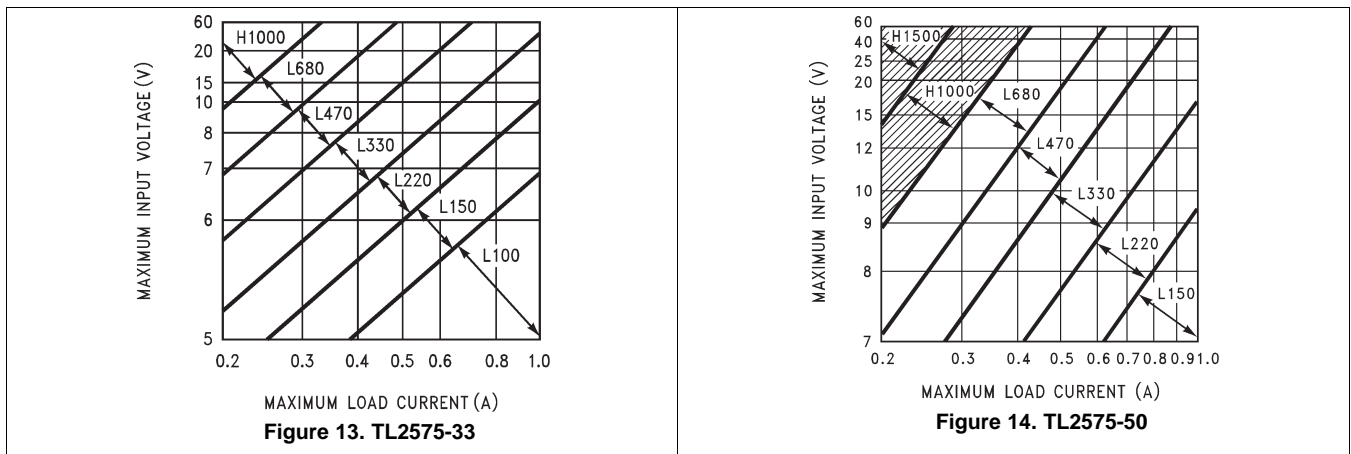 MAXIMUM INPUT VOLTAGE (V)
60
20
15
10
8
7
6
5
H1000
L680
L470
L330
L220
L150
L100
0.2 0.3 0.4 0.5 0.6 0.8 1.0
MAXIMUM LOAD CURRENT (A)
Figure 13. TL2575-33
MAXIMUM INPUT VOLTAGE (V)
60
40
25
20
15
12
10
9
8
7
H1500
H1000
L680
L470
L330
L220
L150
0.2 0.3 0.4 0.5 0.6 0.7 0.8 0.9 1.0
MAXIMUM LOAD CURRENT (A)
Figure 14. TL2575-50